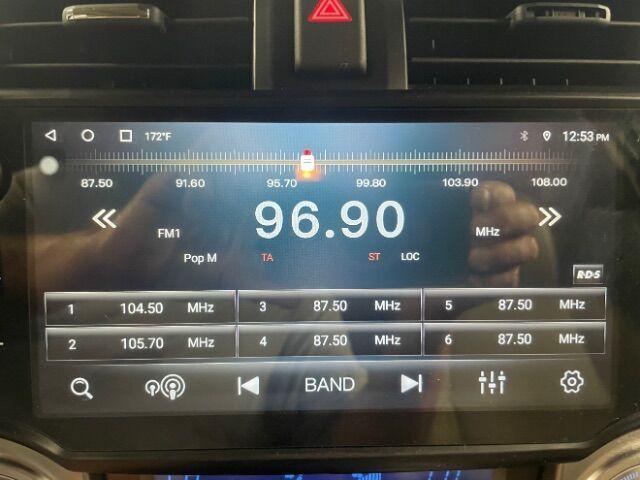 172°F 12:53 PM
87.50 91.60 95.70 99.80 103.90 108.00
FM1 96.90 MHz
Pop M TA ST LOC
R·D·S
1 104.50 MHz 3 87.50 MHz 5 87.50 MHz
2 105.70 MHz 4 87.50 MHz 6 87.50 MHz
BAND